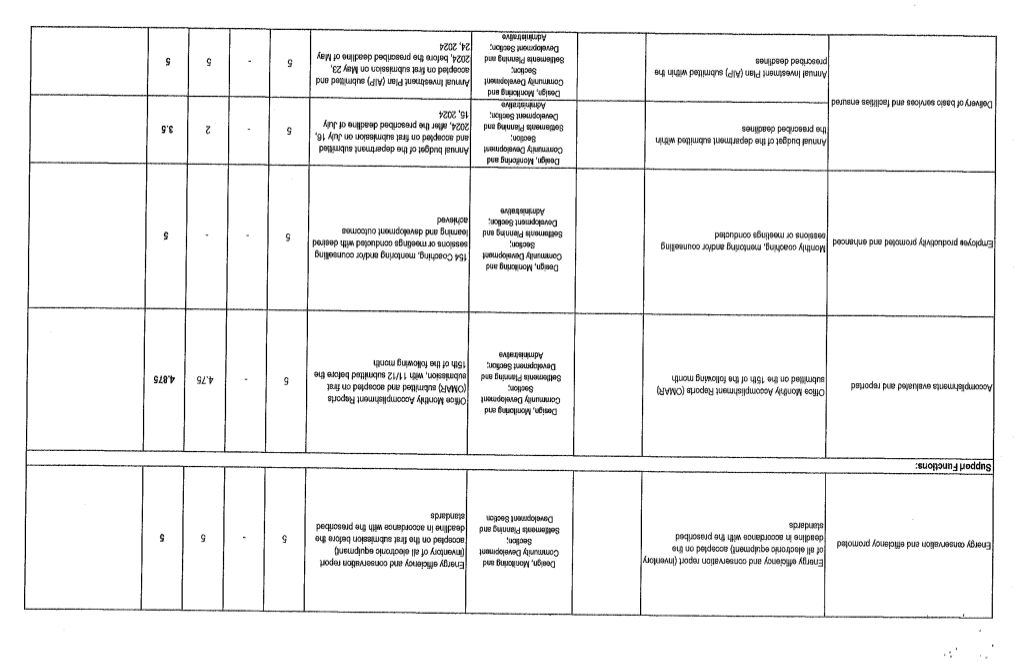 Energy conservation and efficiency promoted
Energy efficiency and conservation report (inventory
of all electronic equipment) accepted on the
deadline in accordance with the prescribed
standards
Design, Monitoring and
Community Development
Section;
Settlements Planning and
Development Section
Energy efficiency and conservation report
(inventory of all electronic equipment)
accepted on the first submission before the
deadline in accordance with the prescribed
standards
5
-
5
5
Support Functions:
Accomplishments evaluated and reported
Office Monthly Accomplishment Reports (OMAR)
submitted on the 15th of the following month
Design, Monitoring and
Community Development
Section;
Settlements Planning and
Development Section;
Administrative
Office Monthly Accomplishment Reports
(OMAR) submitted and accepted on first
submission, with 11/12 submitted before the
15th of the following month
5
-
4.75
4.875
Employee productivity promoted and enhanced
Monthly coaching, mentoring and/or counselling
sessions or meetings conducted
Design, Monitoring and
Community Development
Section;
Settlements Planning and
Development Section;
Administrative
154 Coaching, mentoring and/or counselling
sessions or meetings conducted with desired
learning and development outcomes
achieved
5
-
-
5
Delivery of basic services and facilities ensured
Annual budget of the department submitted within
the prescribed deadlines
Design, Monitoring and
Community Development
Section;
Settlements Planning and
Development Section;
Administrative
Annual budget of the department submitted
and accepted on first submission on July 16,
2024, after the prescribed deadline of July
15, 2024
5
-
2
3.5
Annual Investment Plan (AIP) submitted within the
prescribed deadlines
Design, Monitoring and
Community Development
Section;
Settlements Planning and
Development Section;
Administrative
Annual Investment Plan (AIP) submitted and
accepted on first submission on May 23,
2024, before the prescribed deadline of May
24, 2024
5
-
5
5